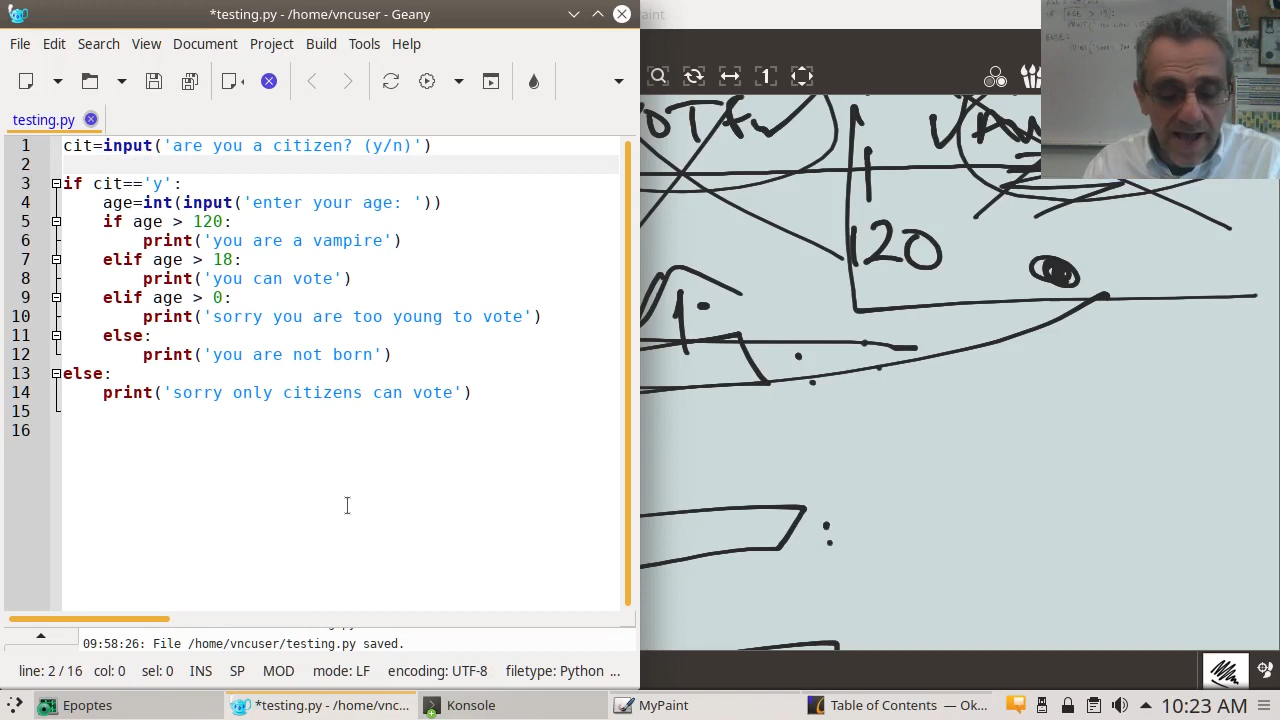 *testing.py - /home/vncuser - Geany
aint
File Edit Search View Document Project Build Tools Help
testing.py
1 cit=input('are you a citizen? (y/n)')
2
3 if cit=='y':
4 age=int(input('enter your age: '))
5 if age > 120:
6 print('you are a vampire')
7 elif age > 18:
8 print('you can vote')
9 elif age > 0:
10 print('sorry you are too young to vote')
11 else:
12 print('you are not born')
13 else:
14 print('sorry only citizens can vote')
15
16
120
09:58:26: File /home/vncuser/testing.py saved.
line: 2 / 16 col: 0 sel: 0 INS SP MOD mode: LF encoding: UTF-8 filetype: Python ...
Epoptes *testing.py - /home/vnc... Konsole MyPaint Table of Contents — Ok... 10:23 AM